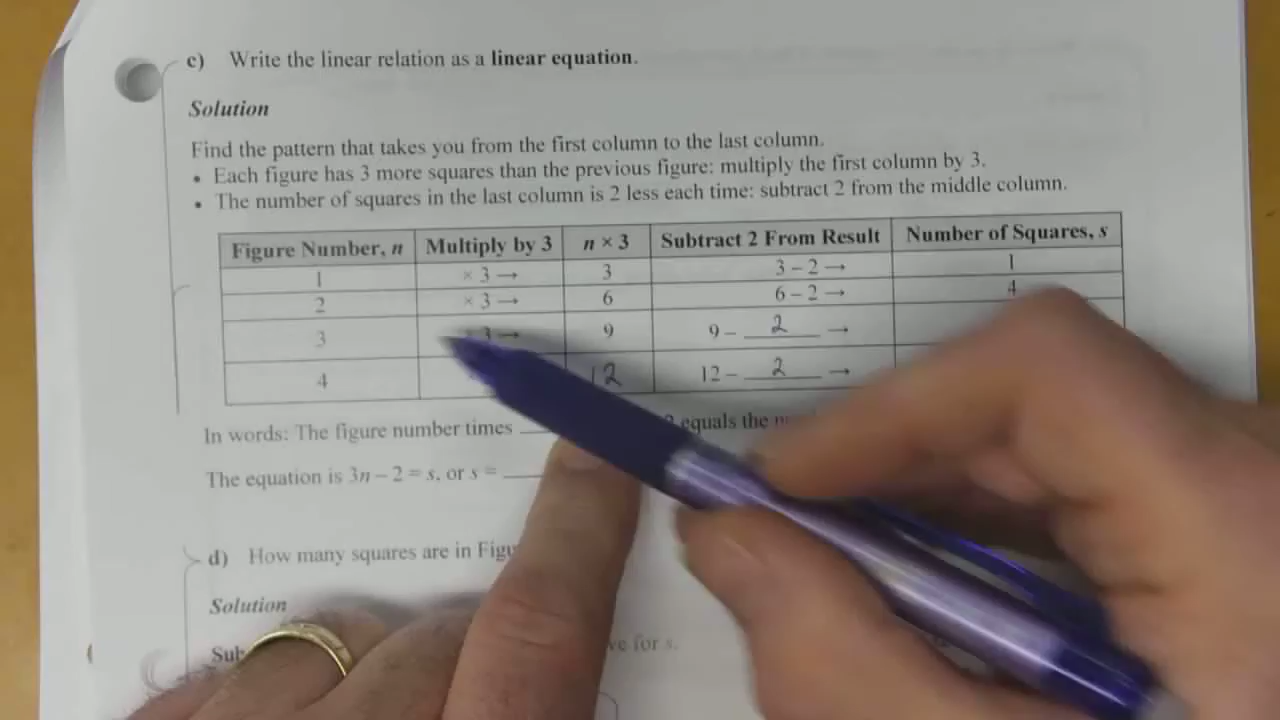 c) Write the linear relation as a linear equation.
Solution
Find the pattern that takes you from the first column to the last column.
• Each figure has 3 more squares than the previous figure: multiply the first column by 3.
• The number of squares in the last column is 2 less each time: subtract 2 from the middle column.
Figure Number, n Multiply by 3 n × 3 Subtract 2 From Result Number of Squares, s
1 × 3 → 3 3 – 2 → 1
2 × 3 → 6 6 – 2 → 4
3 × 3 → 9 9 – 2 →
4 12 12 – 2 →
In words: The figure number times ___ equals the
The equation is 3n – 2 = s, or s = ___
d) How many squares are in
Solution
for s.